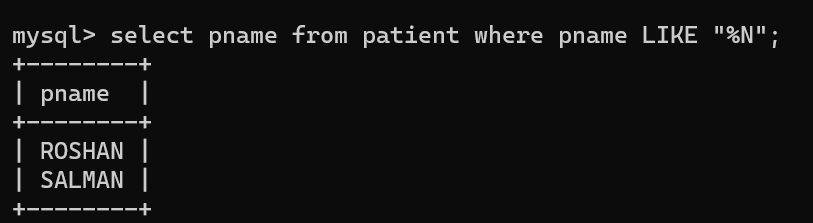 mysql> select pname from patient where pname LIKE "%N";
+--------+
| pname  |
+--------+
| ROSHAN |
| SALMAN |
+--------+